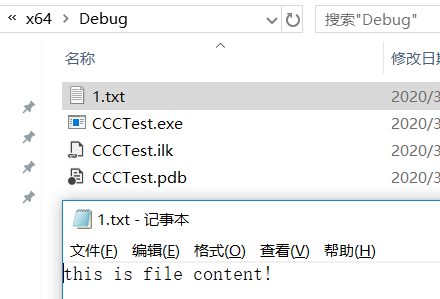 « x64 > Debug
搜索"Debug"
名称
修改日期
1.txt
2020/3
CCCTest.exe
2020/3
CCCTest.ilk
2020/3
CCCTest.pdb
2020/3
1.txt - 记事本
文件(F) 编辑(E) 格式(O) 查看(V) 帮助(H)
this is file content!